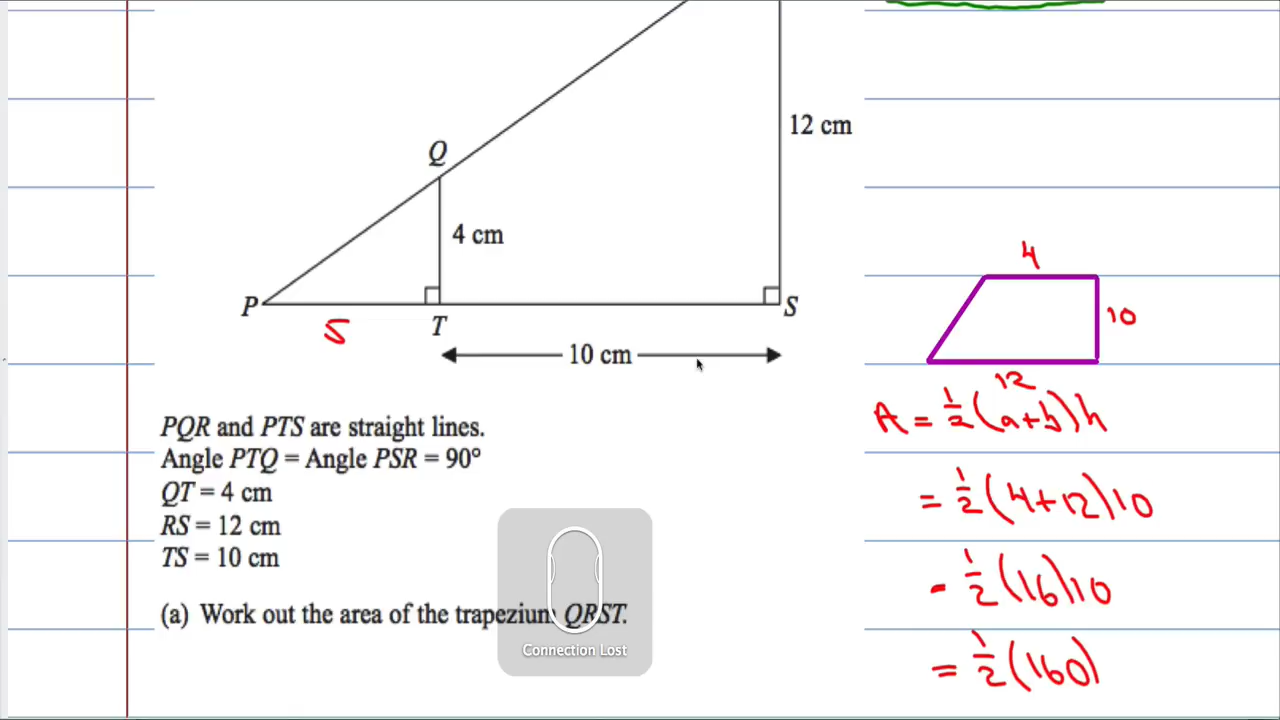 Q
12 cm
4 cm
P
T
S
5
10 cm
PQR and PTS are straight lines.
Angle PTQ = Angle PSR = 90°
QT = 4 cm
RS = 12 cm
TS = 10 cm
(a) Work out the area of the trapezium QRST.
Connection Lost
4
10
12
A = 1/2 (a+b)h
= 1/2 (4+12)10
= 1/2 (16)10
= 1/2 (160)